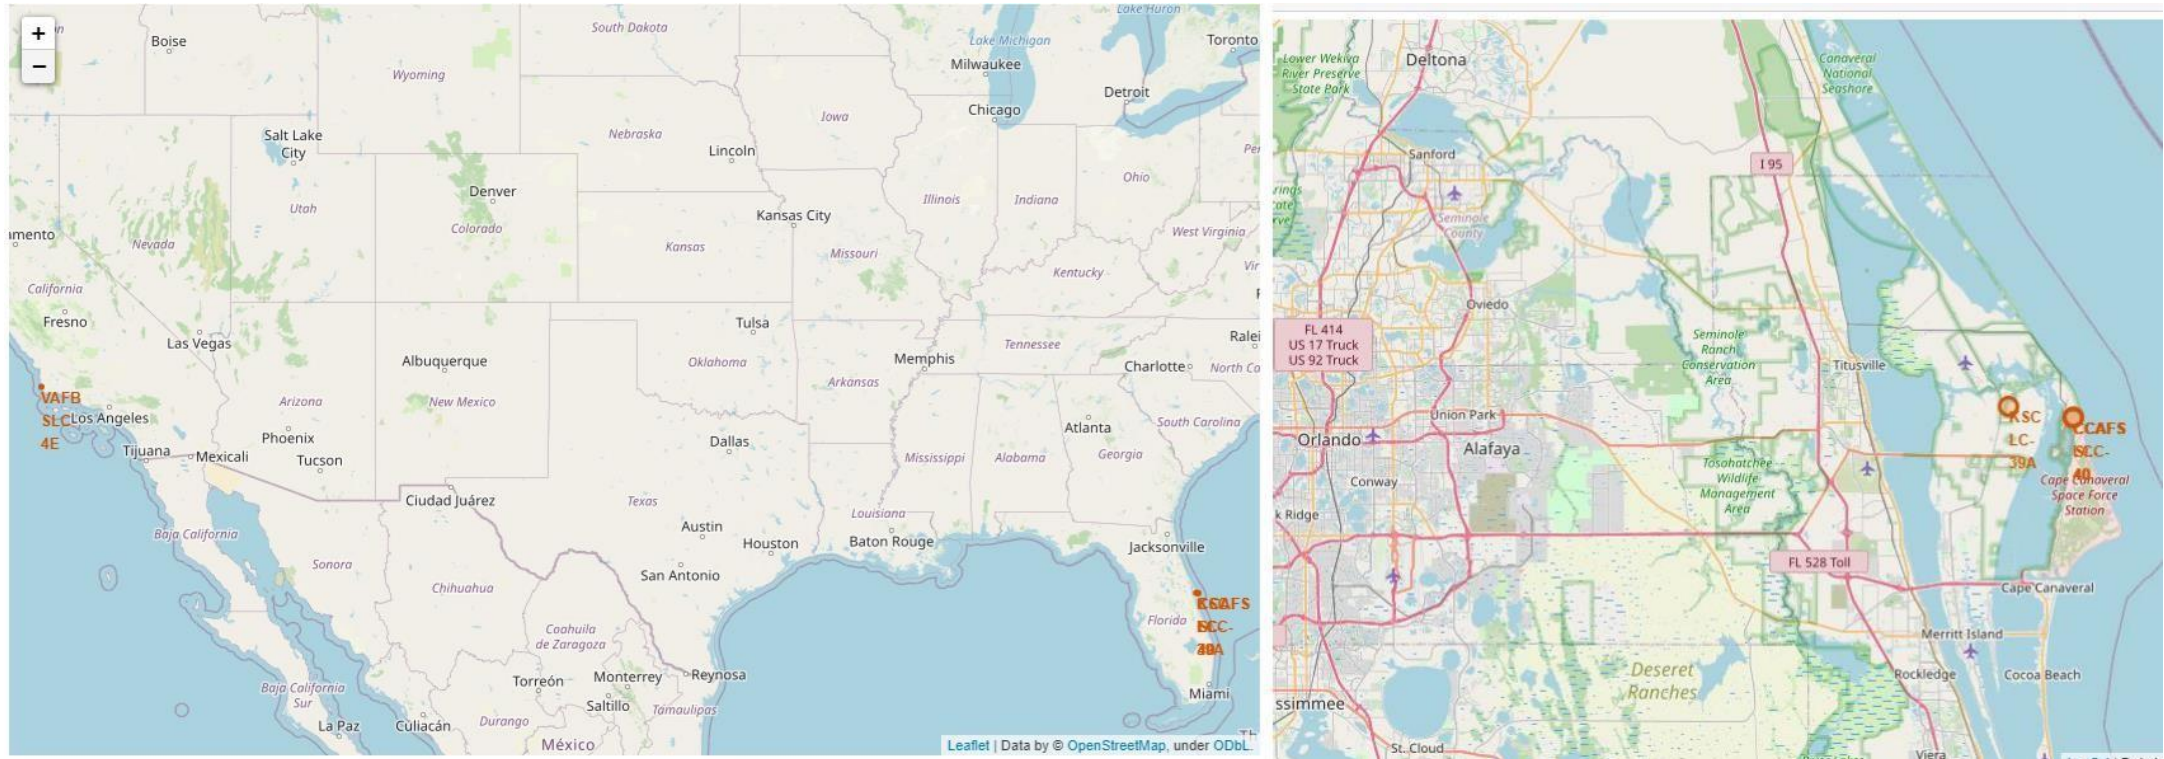 +
−
Boise
South Dakota
Lake Huron
Lake Michigan
Toronto
Milwaukee
Wyoming
Detroit
Chicago
Iowa
Salt Lake
City
Nebraska
Lincoln
Ohio
Denver
Utah
Illinois
Indiana
Kansas City
Colorado
West Virginia
Nevada
Kansas
Missouri
Kentucky
California
Fresno
Tulsa
Las Vegas
Tennessee
Albuquerque
Oklahoma
Memphis
Charlotte
Arkansas
VAFB
SLC-
4E
Los Angeles
Arizona
New Mexico
Phoenix
Dallas
Atlanta
South Carolina
Tijuana
Mexicali
Tucson
Mississippi
Alabama
Georgia
Ciudad Juárez
Texas
Louisiana
Baja California
Austin
Houston
Baton Rouge
Jacksonville
Sonora
San Antonio
Chihuahua
Florida
Coahuila
de Zaragoza
Torreón
Monterrey
Reynosa
Baja California
Sur
Saltillo
Miami
La Paz
Culiacán
Durango
Tamaulipas
México
Leaflet | Data by © OpenStreetMap, under ODbL.
Lower Wekiva
River Preserve
State Park
Deltona
Canaveral
National
Seashore
Sanford
I 95
Seminole
County
Oviedo
FL 414
US 17 Truck
US 92 Truck
Seminole
Ranch
Conservation
Area
Titusville
Union Park
Orlando
Alafaya
KSC
LC-
39A
CCAFS
Tosohatchee
Wildlife
Management
Area
Conway
Cape Canaveral
Space Force
Station
FL 528 Toll
Cape Canaveral
Merritt Island
Deseret
Ranches
Rockledge
Cocoa Beach
St. Cloud
Viera